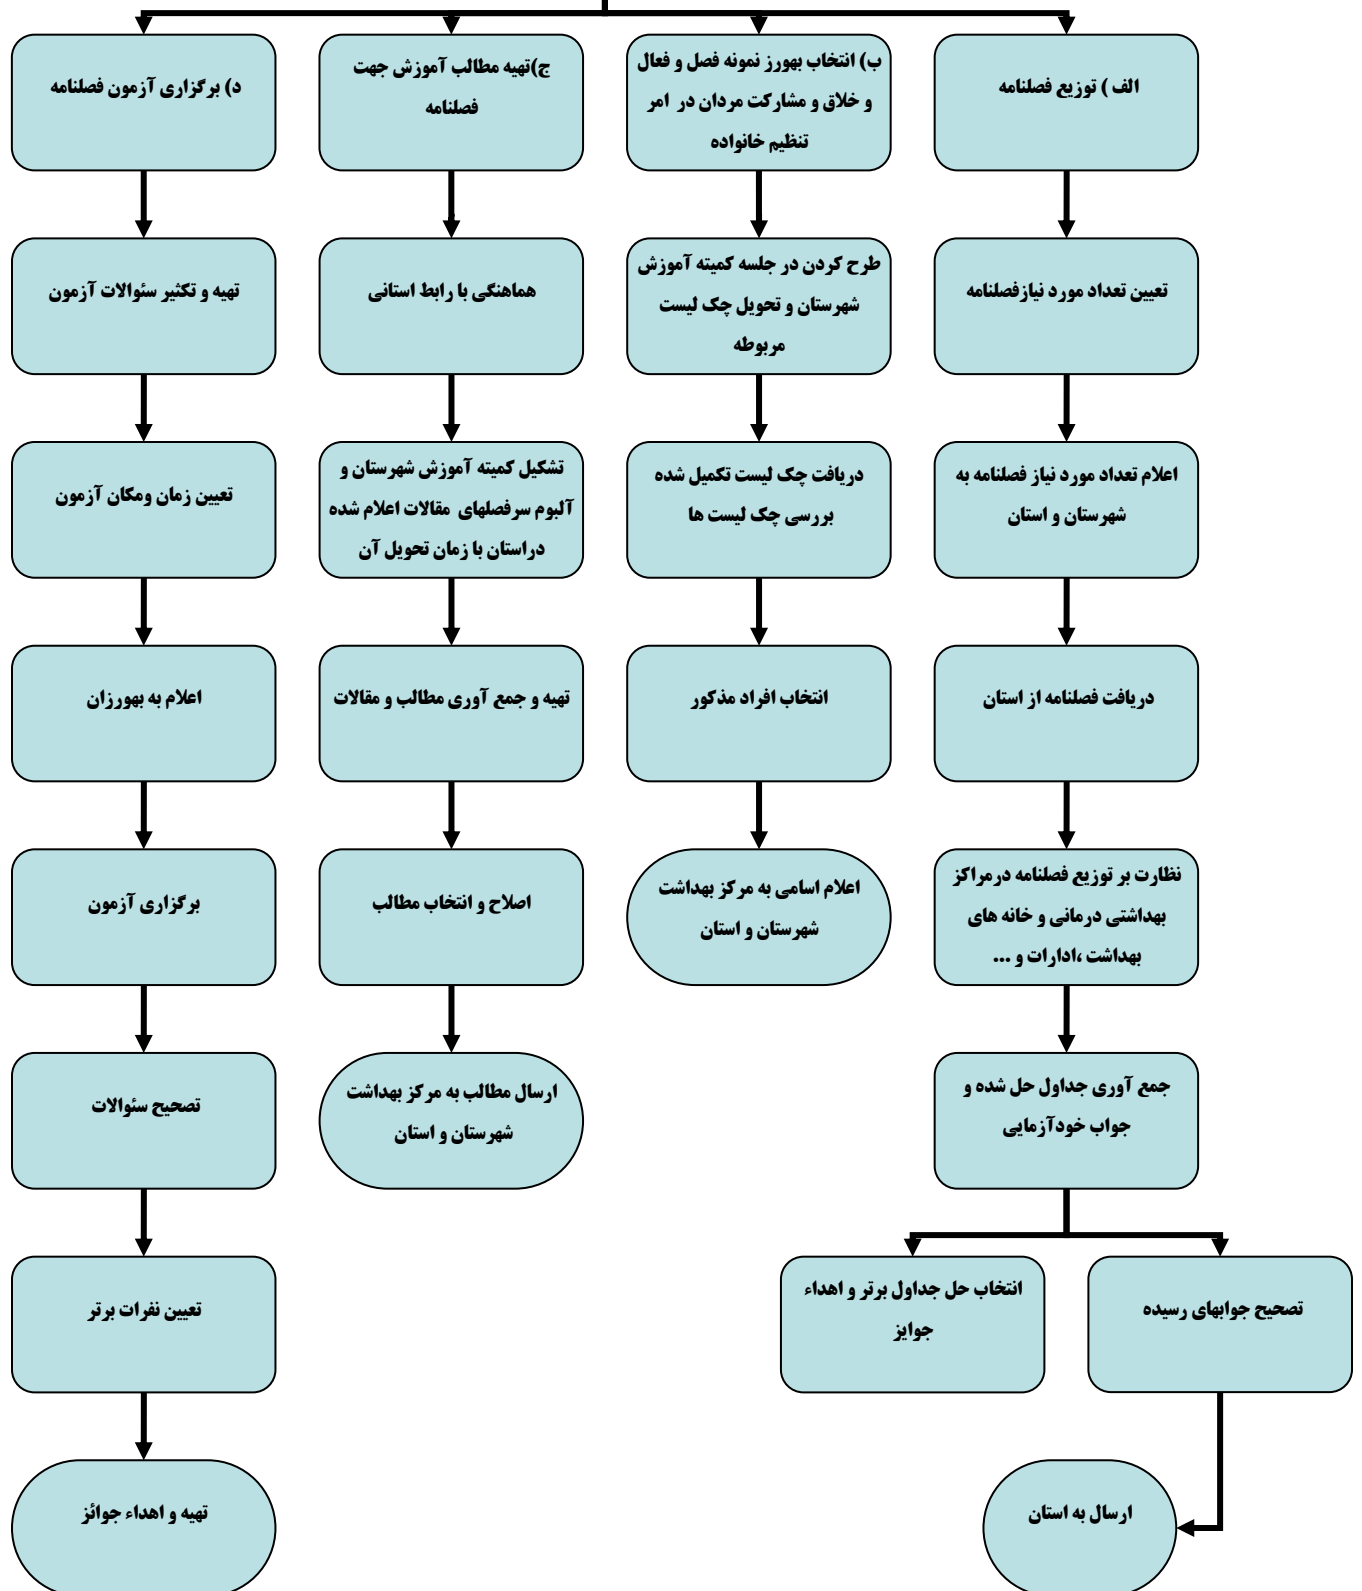 الف ) توزیع فصلنامه
تعیین تعداد مورد نیازفصلنامه
اعلام تعداد مورد نیاز فصلنامه به
شهرستان و استان
دریافت فصلنامه از استان
نظارت بر توزیع فصلنامه درمراکز
بهداشتی درمانی و خانه های
بهداشت ،ادارات و ...
جمع آوری جداول حل شده و
جواب خودآزمایی
تصحیح جوابهای رسیده
ارسال به استان
انتخاب حل جداول برتر و اهداء
جوایز
ب) انتخاب بهورز نمونه فصل و فعال
و خلاق و مشارکت مردان در امر
تنظیم خانواده
طرح کردن در جلسه کمیته آموزش
شهرستان و تحویل چک لیست
مربوطه
دریافت چک لیست تکمیل شده
بررسی چک لیست ها
انتخاب افراد مذکور
اعلام اسامی به مرکز بهداشت
شهرستان و استان
ج)تهیه مطالب آموزش جهت
فصلنامه
هماهنگی با رابط استانی
تشکیل کمیته آموزش شهرستان و
آلبوم سرفصلهای مقالات اعلام شده
دراستان با زمان تحویل آن
تهیه و جمع آوری مطالب و مقالات
اصلاح و انتخاب مطالب
ارسال مطالب به مرکز بهداشت
شهرستان و استان
د) برگزاری آزمون فصلنامه
تهیه و تکثیر سئوالات آزمون
تعیین زمان ومکان آزمون
اعلام به بهورزان
برگزاری آزمون
تصحیح سئوالات
تعیین نفرات برتر
تهیه و اهداء جوائز